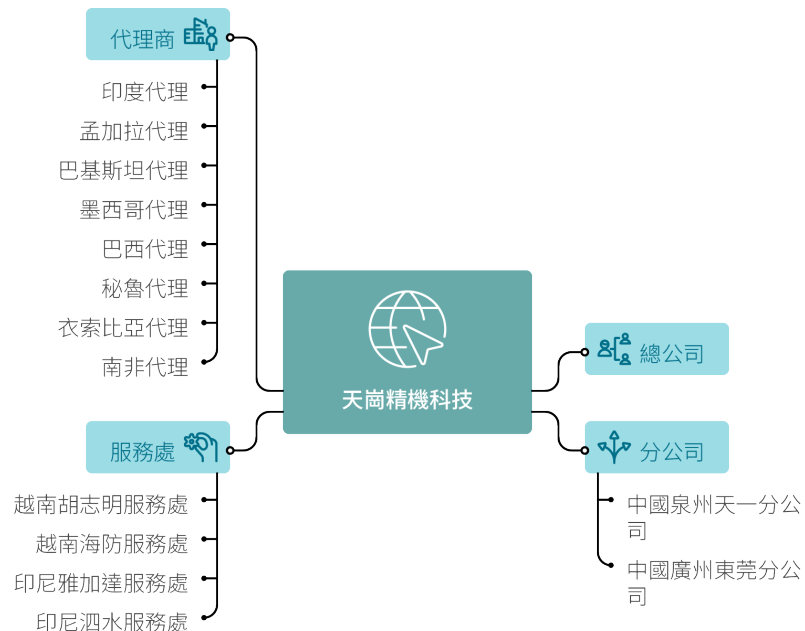 代理商
印度代理
孟加拉代理
巴基斯坦代理
墨西哥代理
巴西代理
秘魯代理
衣索比亞代理
南非代理
天崗精機科技
總公司
服務處
越南胡志明服務處
越南海防服務處
印尼雅加達服務處
印尼泗水服務處
分公司
中國泉州天一分公
司
中國廣州東莞分公
司